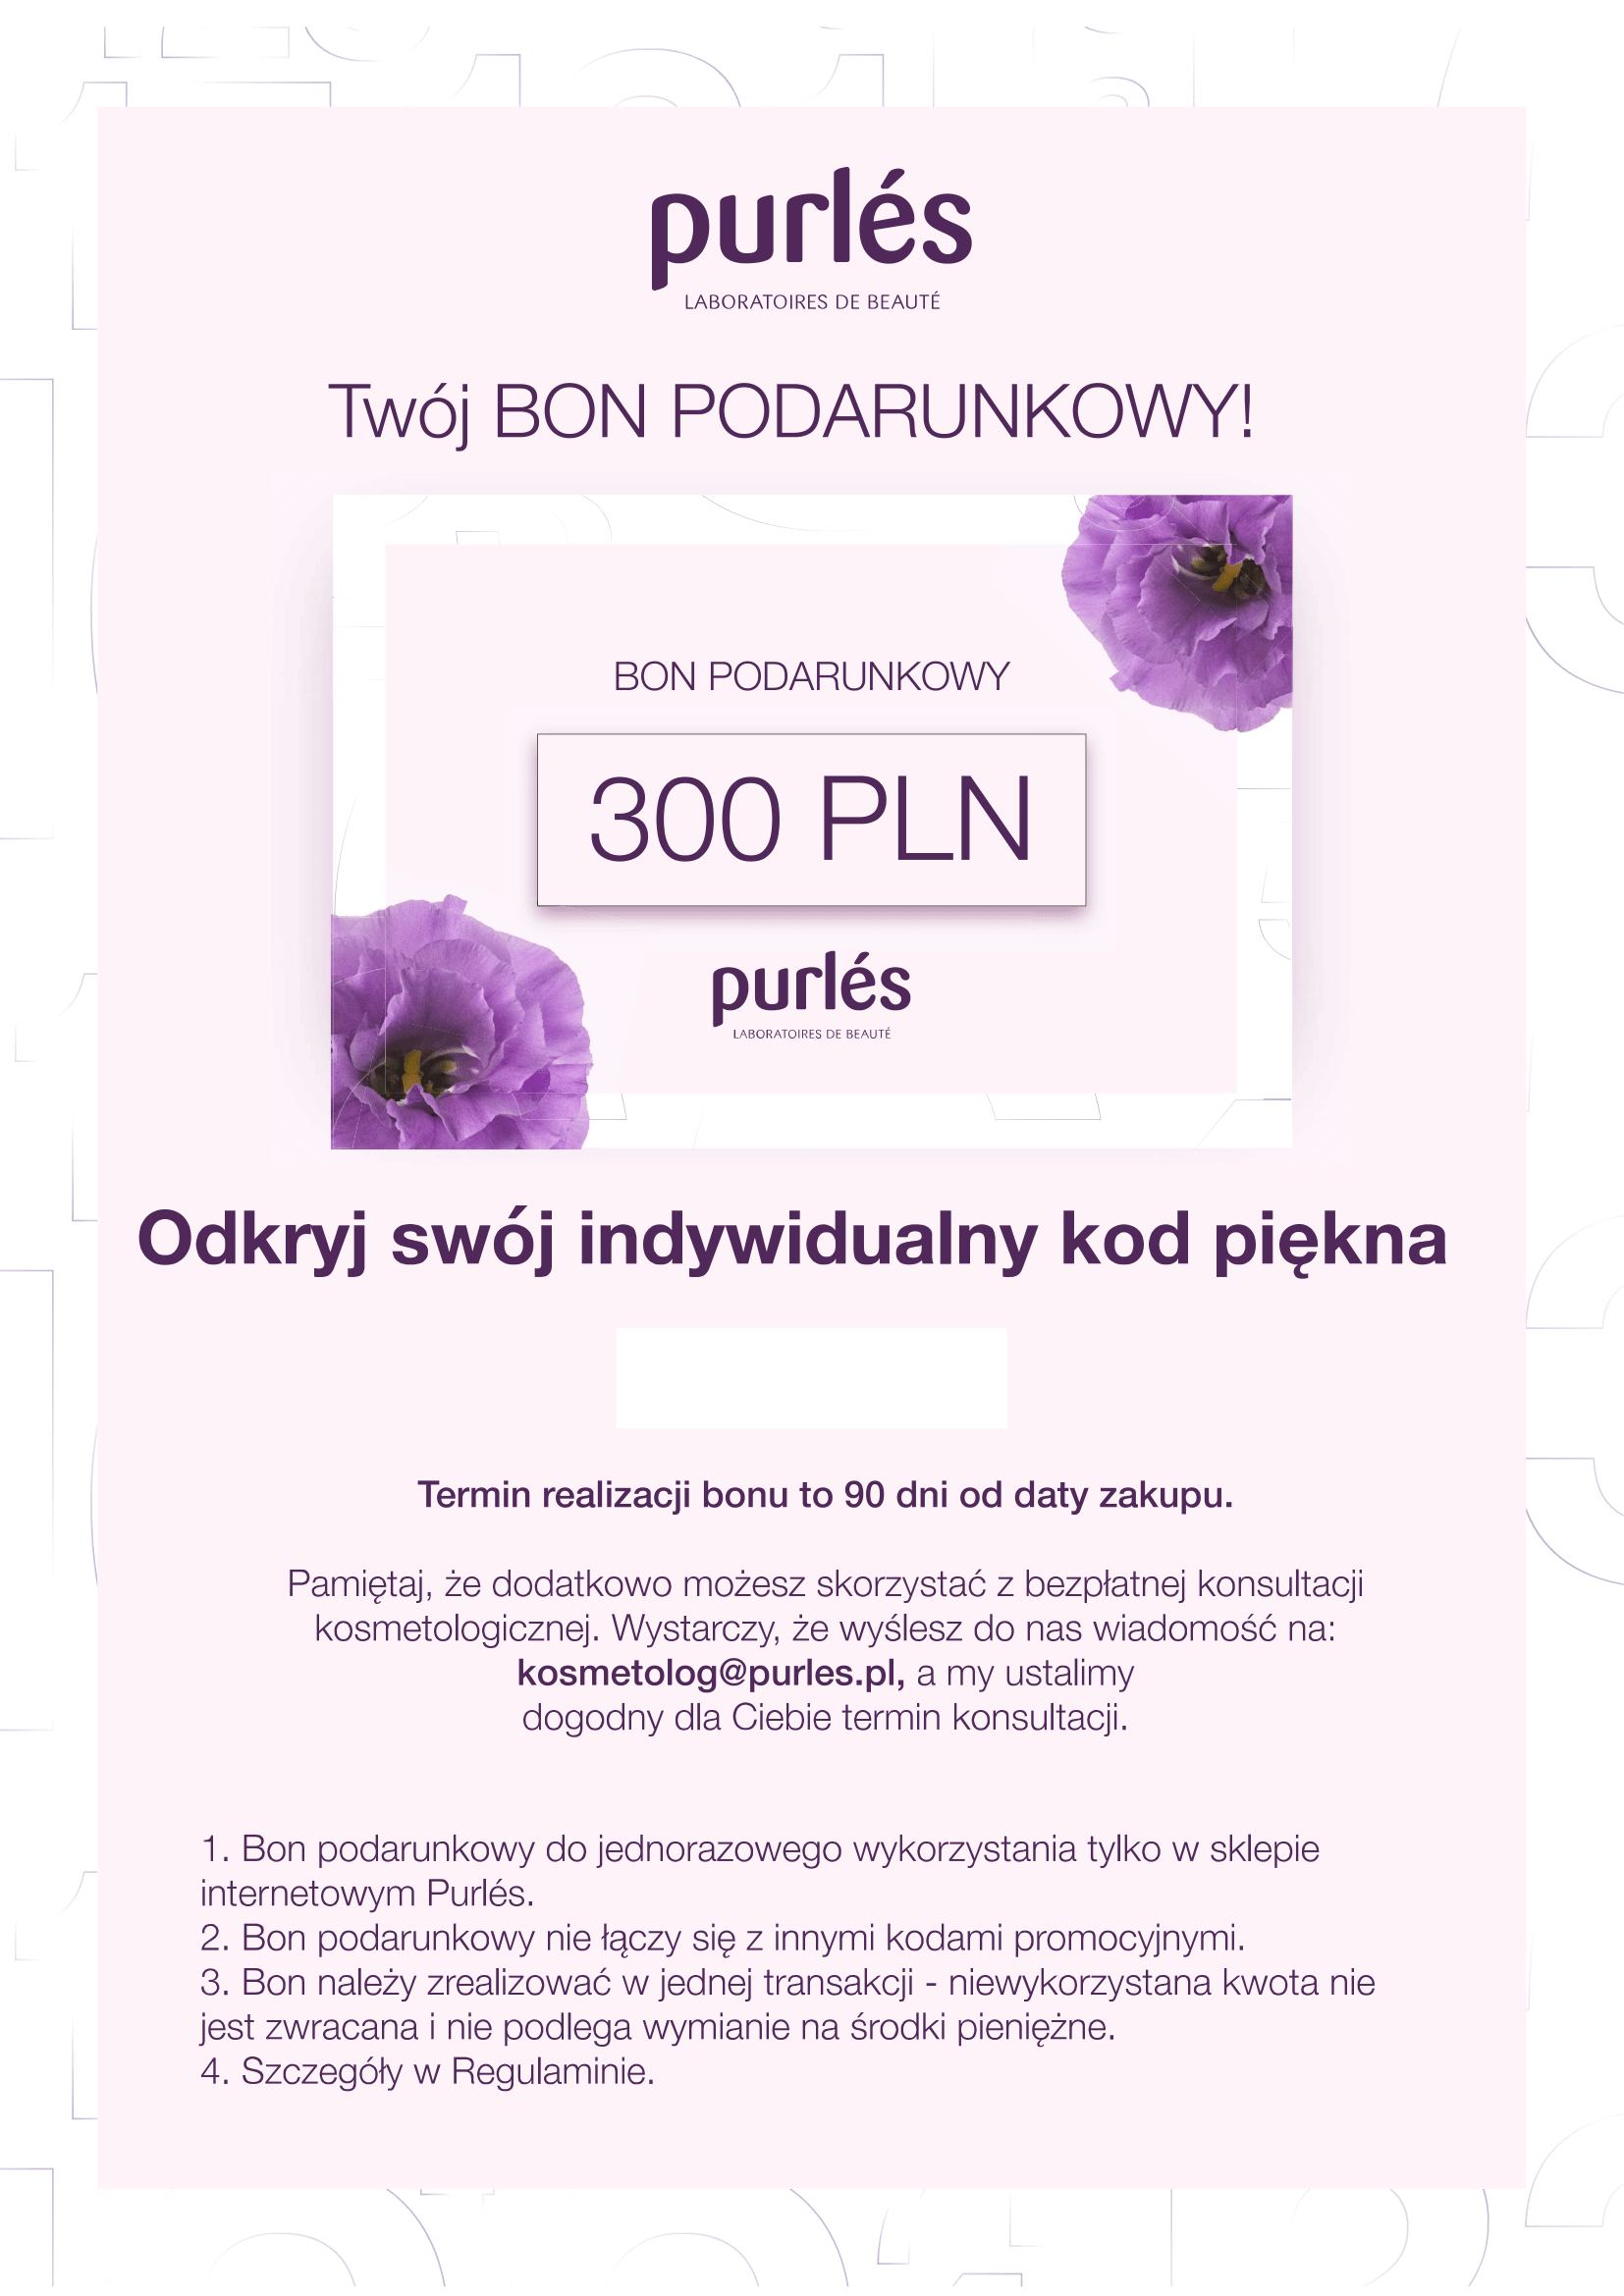 purlés
LABORATOIRES DE BEAUTÉ
Twój BON PODARUNKOWY!
BON PODARUNKOWY
300 PLN
purlés
LABORATOIRES DE BEAUTÉ
Odkryj swój indywidualny kod piękna
Termin realizacji bonu to 90 dni od daty zakupu.
Pamiętaj, że dodatkowo możesz skorzystać z bezpłatnej konsultacji
kosmetologicznej. Wystarczy, że wyślesz do nas wiadomość na:
kosmetolog@purles.pl, a my ustalimy
dogodny dla Ciebie termin konsultacji.
1. Bon podarunkowy do jednorazowego wykorzystania tylko w sklepie
internetowym Purlés.
2. Bon podarunkowy nie łączy się z innymi kodami promocyjnymi.
3. Bon należy zrealizować w jednej transakcji - niewykorzystana kwota nie
jest zwracana i nie podlega wymianie na środki pieniężne.
4. Szczegóły w Regulaminie.